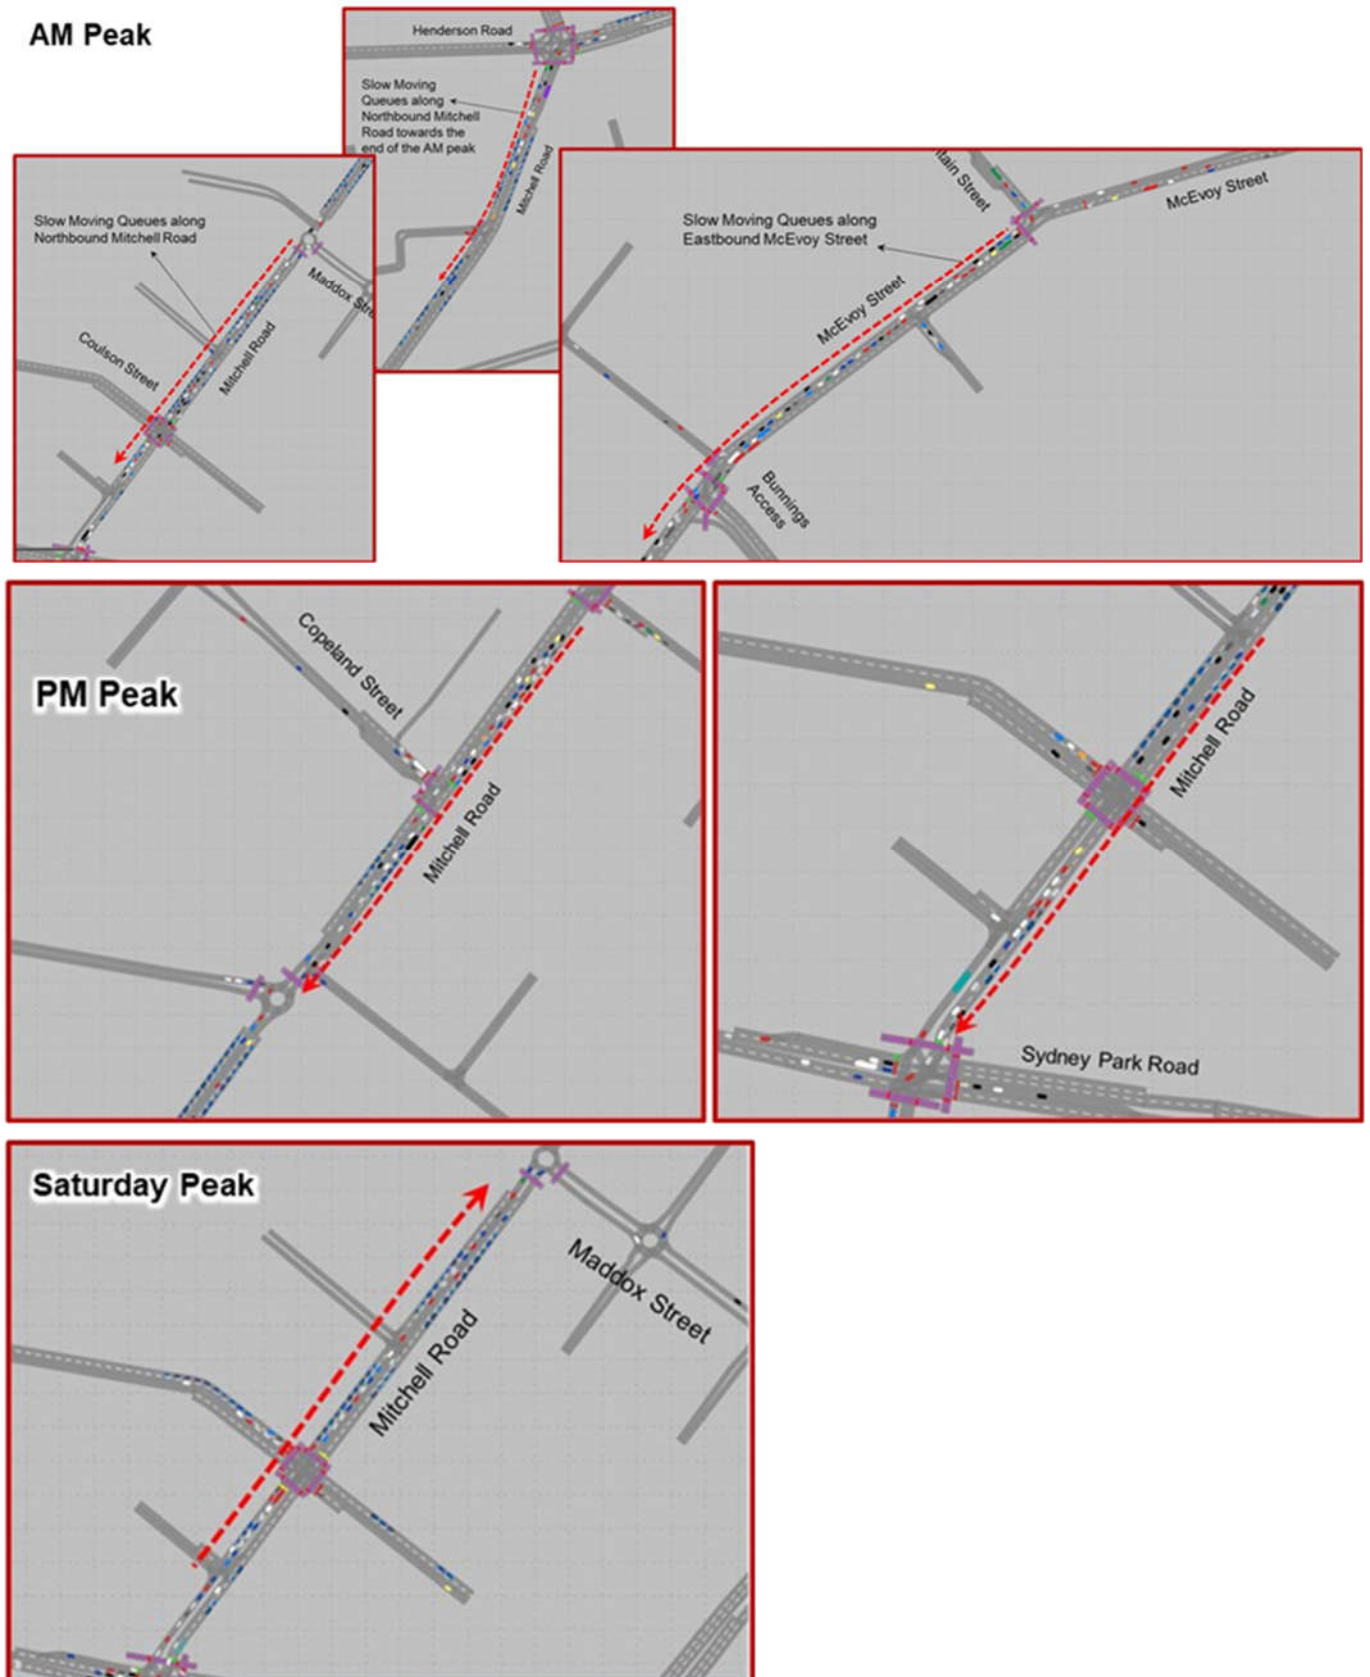 AM Peak
Henderson Road
Slow Moving
Queues along
Northbound Mitchell
Road towards the
end of the AM peak
Mitchell Road
Slow Moving Queues along
Northbound Mitchell Road
Maddox
Coulson Street
Mitchell Road
Street
McEvoy Street
Slow Moving Queues along
Eastbound McEvoy Street
McEvoy Street
Bunnings
Access
PM Peak
Copeland Street
Mitchell Road
Mitchell Road
Sydney Park Road
Saturday Peak
Maddox Street
Mitchell Road